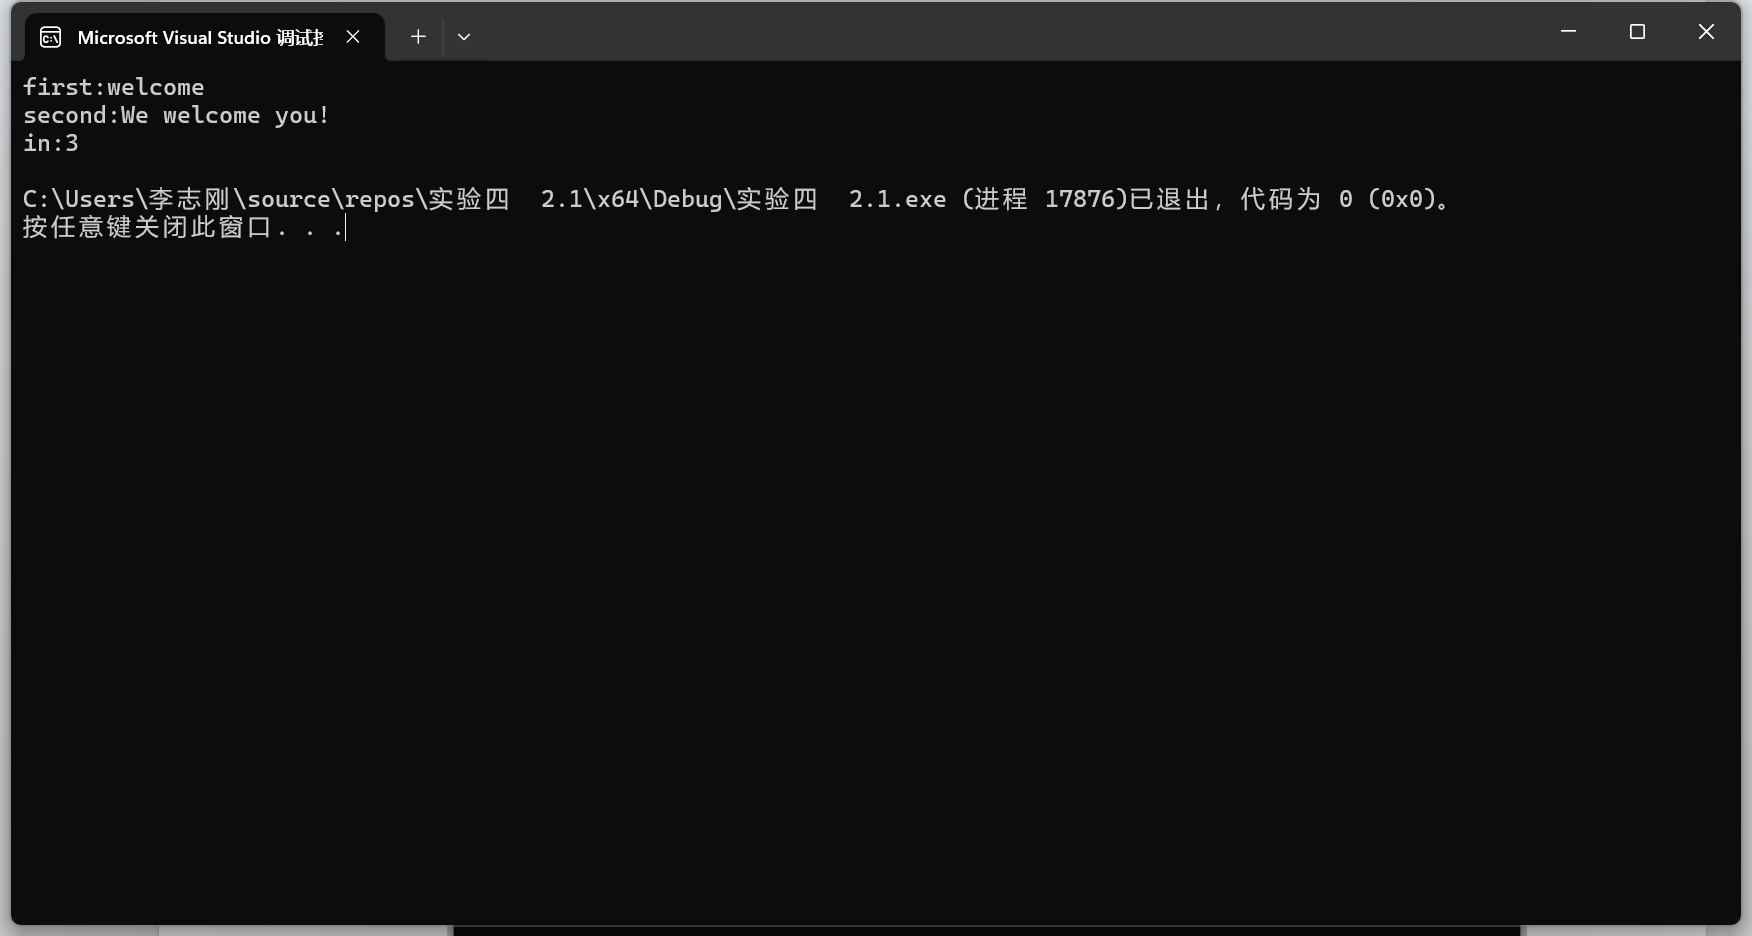 Microsoft Visual Studio 调试
first:welcome
second:We welcome you!
in:3
C:\Users\李志刚\source\repos\实验四  2.1\x64\Debug\实验四  2.1.exe (进程 17876)已退出，代码为 0 (0x0)。
按任意键关闭此窗口. . .